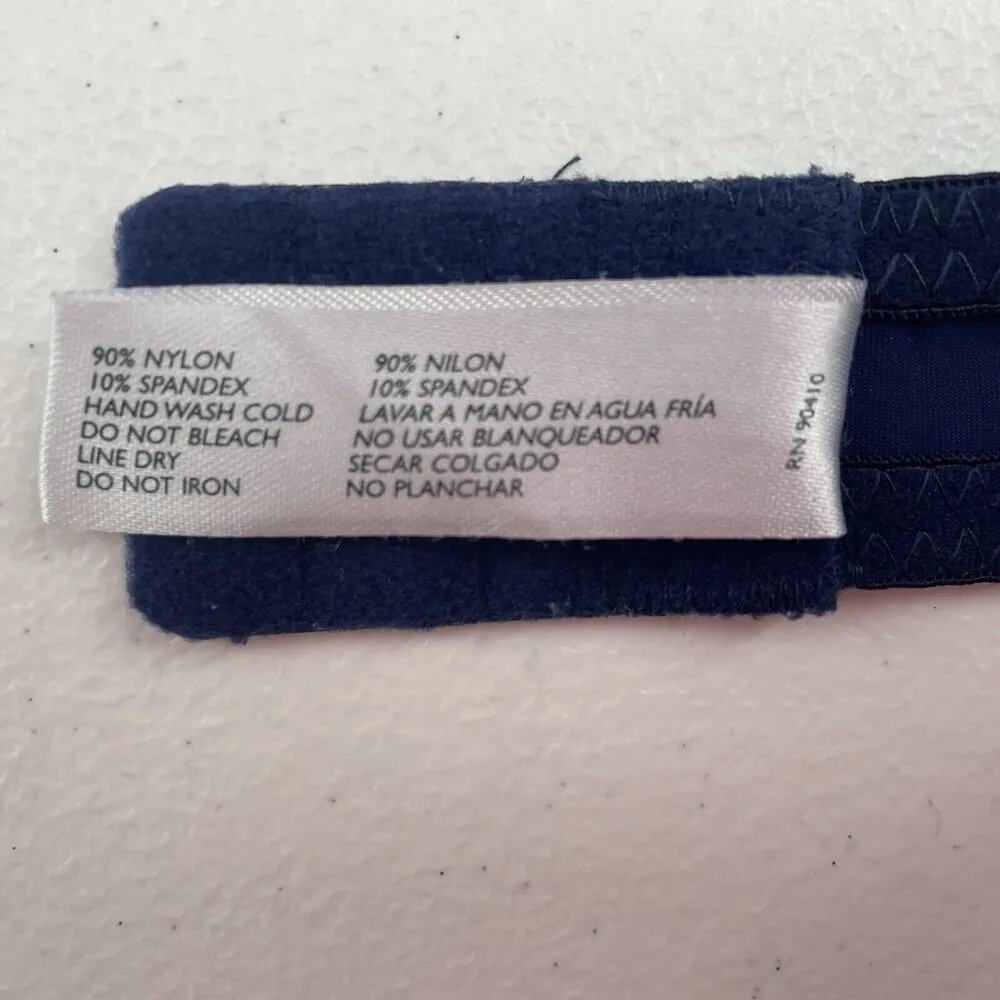 90% NYLON
10% SPANDEX
HAND WASH COLD
DO NOT BLEACH
LINE DRY
DO NOT IRON
90% NILON
10% SPANDEX
LAVAR A MANO EN AGUA FRÍA
NO USAR BLANQUEADOR
SECAR COLGADO
NO PLANCHAR
RN 90410